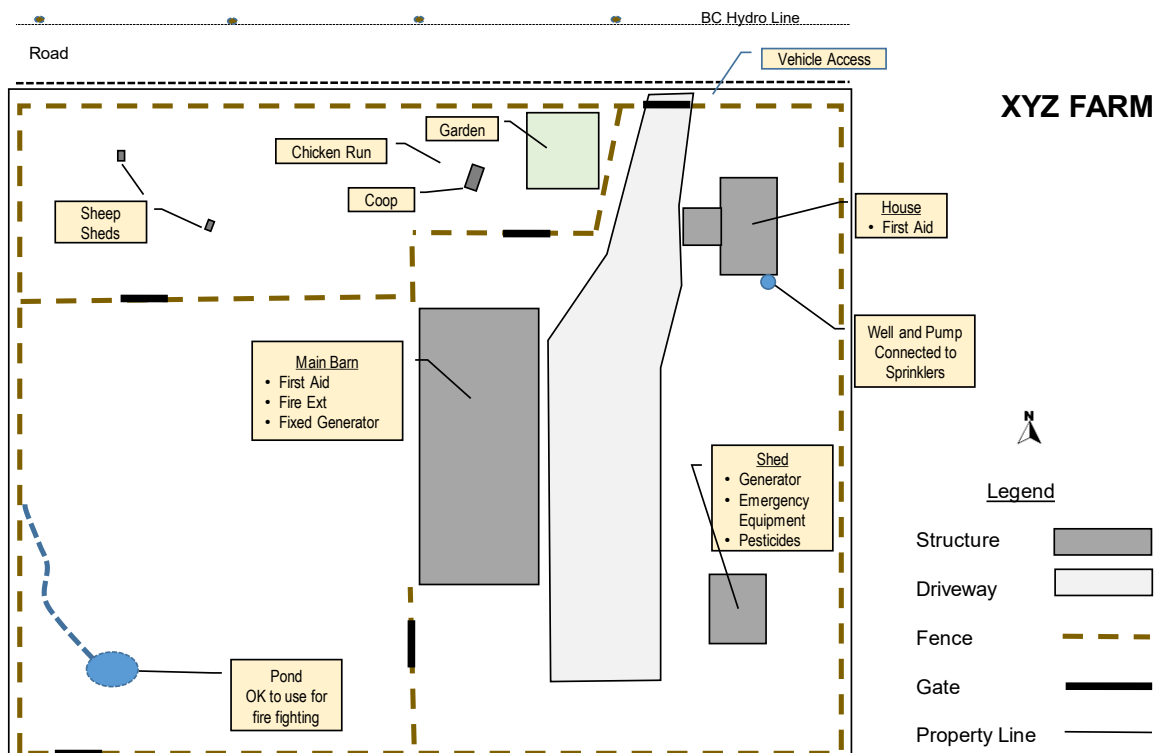 BC Hydro Line
Road
Vehicle Access
XYZ FARM
Garden
Chicken Run
Coop
Sheep
Sheds
House
• First Aid
Well and Pump
Connected to
Sprinklers
Main Barn
• First Aid
• Fire Ext
• Fixed Generator
N
Shed
• Generator
• Emergency
Equipment
• Pesticides
Legend
Structure
Driveway
Fence
Gate
Property Line
Pond
OK to use for
fire fighting